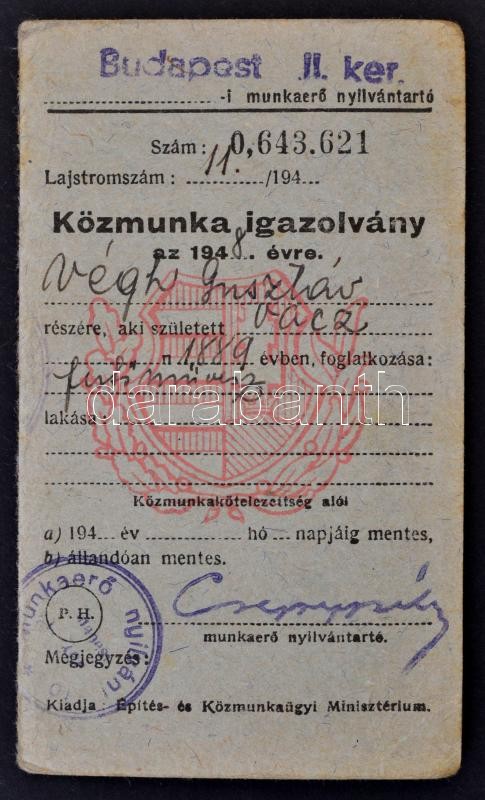 Budapest II. ker.
-i munkaerő nyilvántartó
Szám: 0,643.621
Lajstromszám: 11. /194
Közmunka igazolvány
az 1948. évre.
Végh Gusztáv
részére, aki született Vácz
n 1889 évben, foglalkozása:
festőművész
lakása:
darabanth
Közmunkakötelezettség alól
a) 194 év hó napjáig mentes,
b) állandóan mentes.
munkaerő nyilvántartó.
munkaerő nyilván
P. H.
Megjegyzés:
Kiadja: Építés- és Közmunkaügyi Minisztérium.